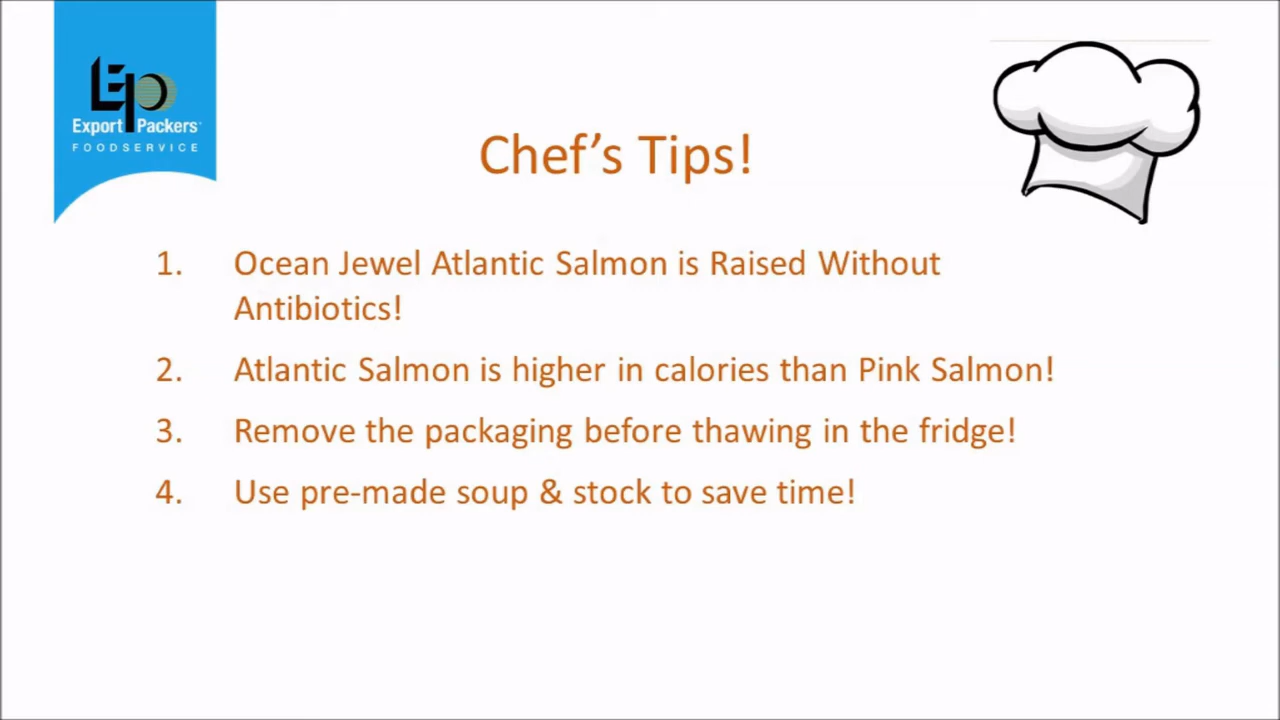 EP
Export Packers
FOODSERVICE
Chef’s Tips!
1. Ocean Jewel Atlantic Salmon is Raised Without
Antibiotics!
2. Atlantic Salmon is higher in calories than Pink Salmon!
3. Remove the packaging before thawing in the fridge!
4. Use pre-made soup & stock to save time!